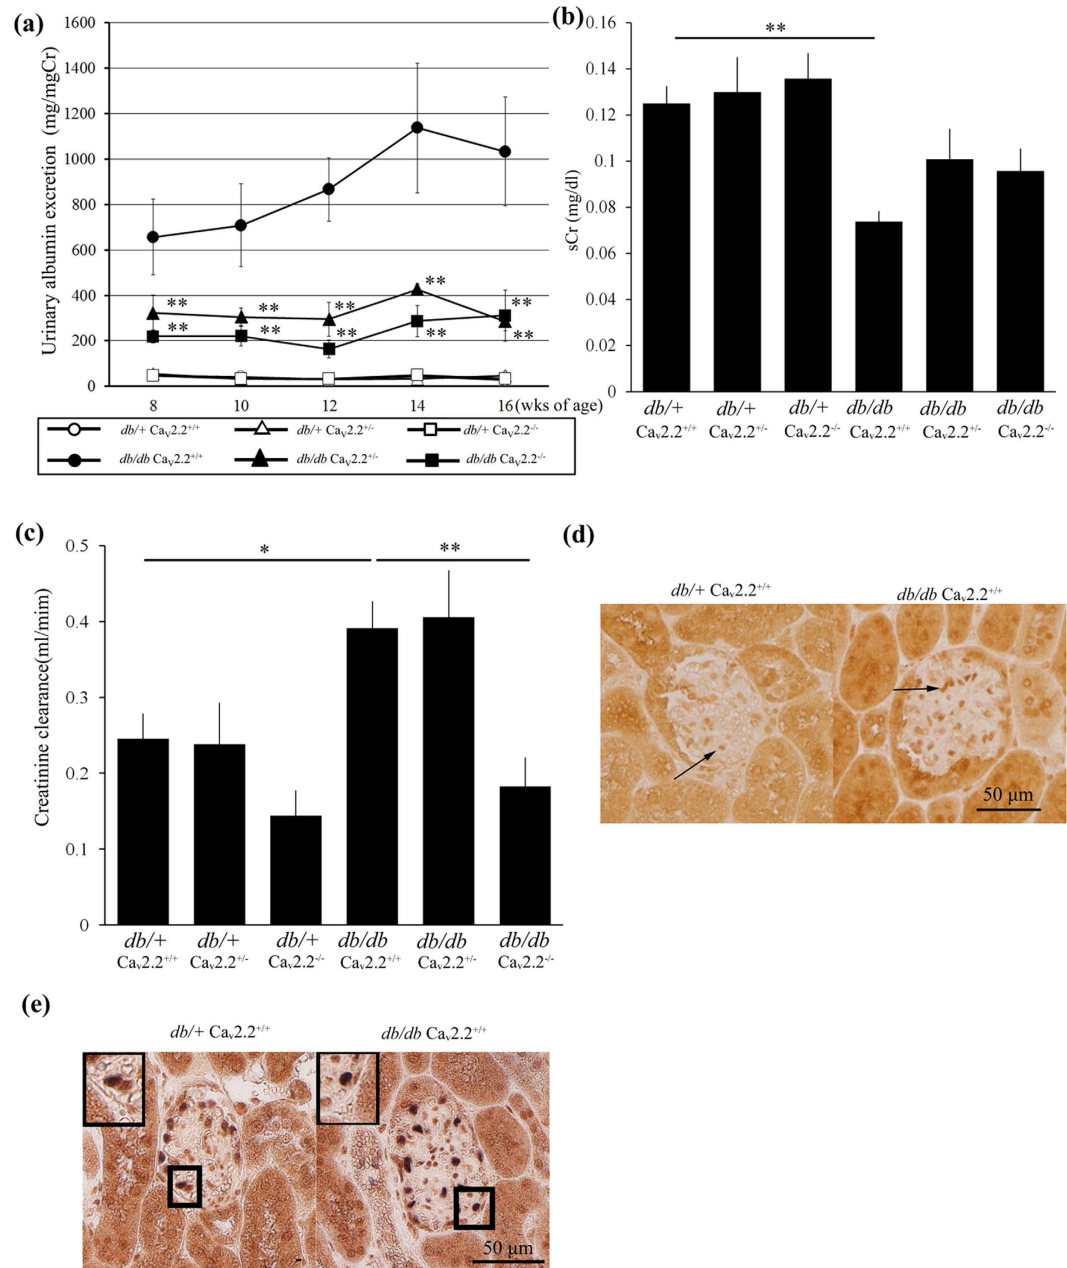 (a)
Urinary albumin excretion (mg/mgCr)
1600
1400
1200
1000
800
600
400
200
0
** ** ** ** **
** ** ** ** **
8 10 12 14 16 (wks of age)
db/+ Cav2.2+/+ db/+ Cav2.2+/- db/+ Cav2.2-/-
db/db Cav2.2+/+ db/db Cav2.2+/- db/db Cav2.2-/-
(b)
sCr (mg/dl)
0.16
0.14
0.12
0.1
0.08
0.06
0.04
0.02
0
**
db/+ db/+ db/+ db/db db/db db/db
Cav2.2+/+ Cav2.2+/- Cav2.2-/- Cav2.2+/+ Cav2.2+/- Cav2.2-/-
(c)
Creatinine clearance(ml/mim)
0.5
0.4
0.3
0.2
0.1
0
* **
db/+ db/+ db/+ db/db db/db db/db
Cav2.2+/+ Cav2.2+/- Cav2.2-/- Cav2.2+/+ Cav2.2+/- Cav2.2-/-
(d)
db/+ Cav2.2+/+ db/db Cav2.2+/+
50 μm
(e)
db/+ Cav2.2+/+ db/db Cav2.2+/+
50 μm